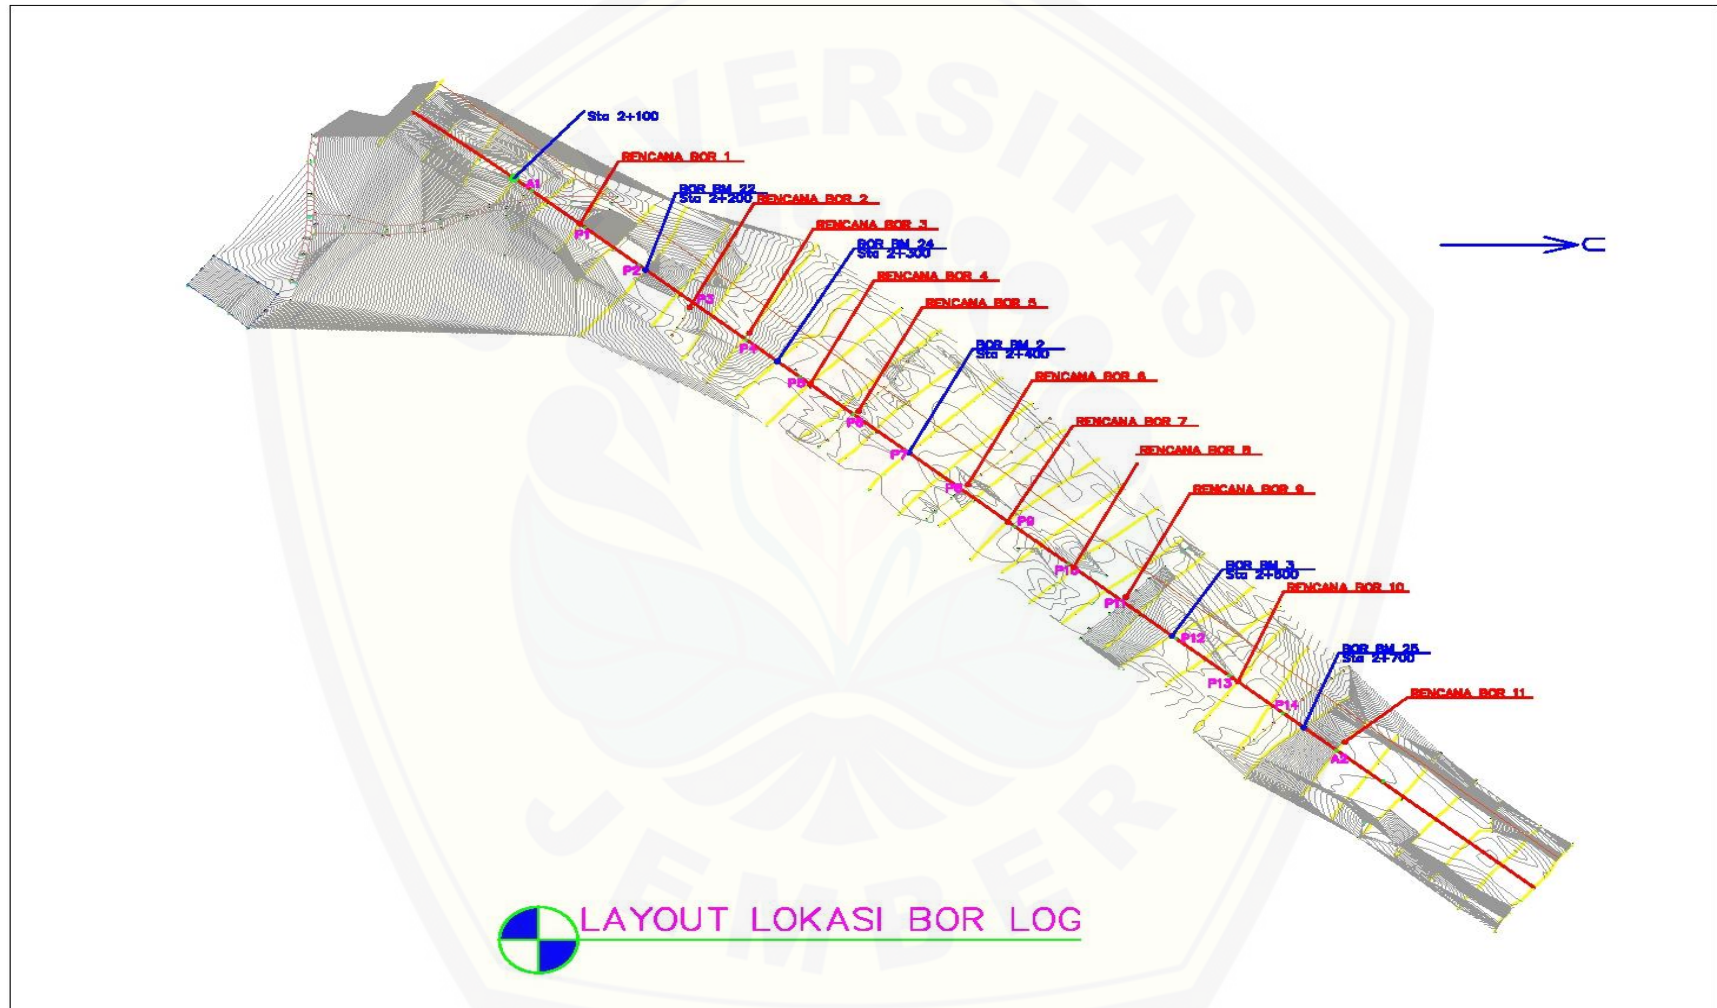 UNIVERSITAS
Sta 2+100
RENCANA BOR 1
A1
BOR BM 22
Sta 2+200
RENCANA BOR 2
P1
RENCANA BOR 3
BOR BM 24
Sta 2+300
U
P2
RENCANA BOR 4
P3
RENCANA BOR 5
P4
BOR BM 2
Sta 2+400
RENCANA BOR 6
P5
P6
RENCANA BOR 7
P7
RENCANA BOR 8
P8
RENCANA BOR 9
P9
P10
BOR BM 3
Sta 2+600
RENCANA BOR 10
P11
P12
BOR BM 25
Sta 2+700
P13
RENCANA BOR 11
P14
A2
LAYOUT LOKASI BOR LOG
JEMBER